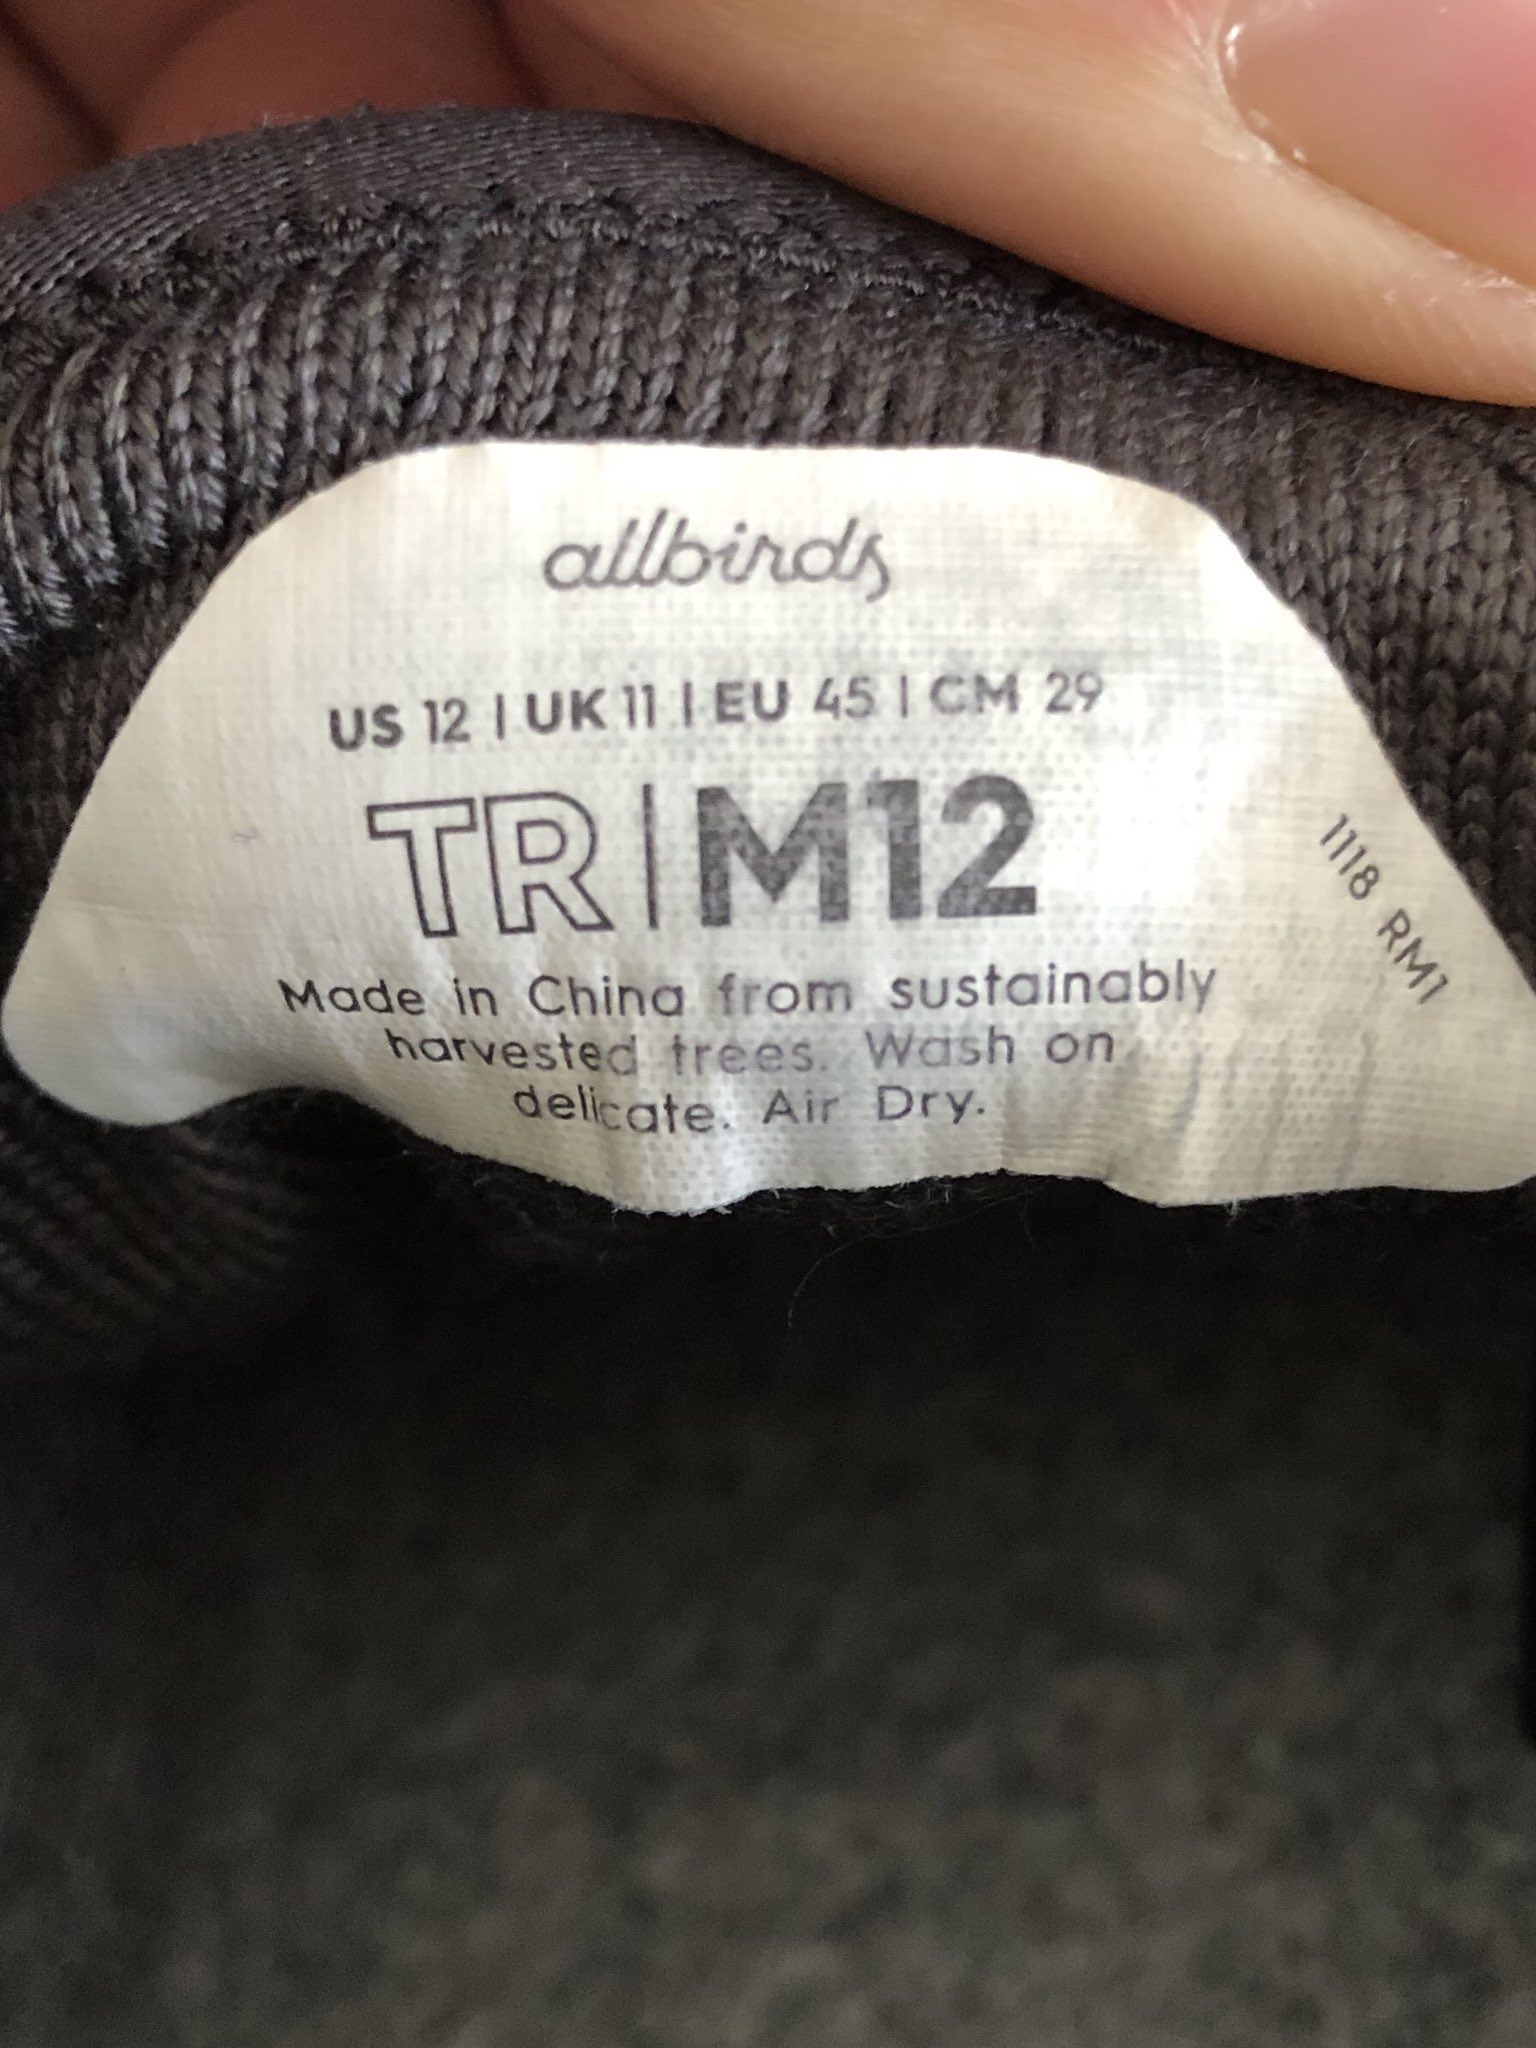 allbirds
US 12 | UK 11 | EU 45 | CM 29
TR | M12
Made in China from sustainably
harvested trees. Wash on
delicate. Air Dry.
1118 RM1